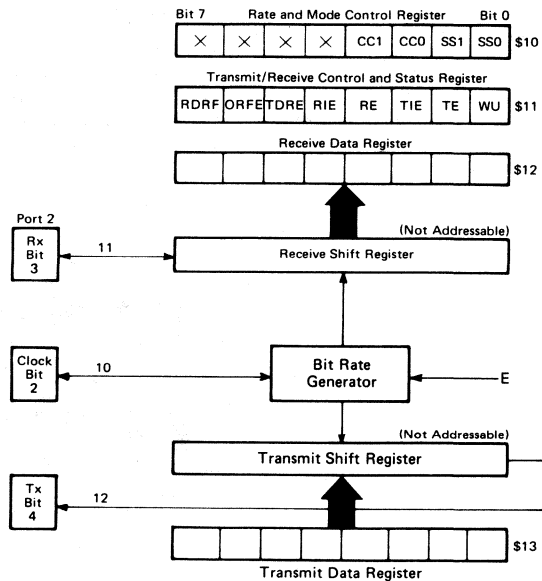 Bit 7 Rate and Mode Control Register Bit 0
X X X X CC1 CC0 SS1 SS0 $10
Transmit/Receive Control and Status Register
RDRF ORFE TDRE RIE RE TIE TE WU $11
Receive Data Register
$12
Port 2
(Not Addressable)
Rx
Bit
3
11
Receive Shift Register
Clock
Bit
2
10
Bit Rate
Generator
E
(Not Addressable)
Transmit Shift Register
Tx
Bit
4
12
$13
Transmit Data Register